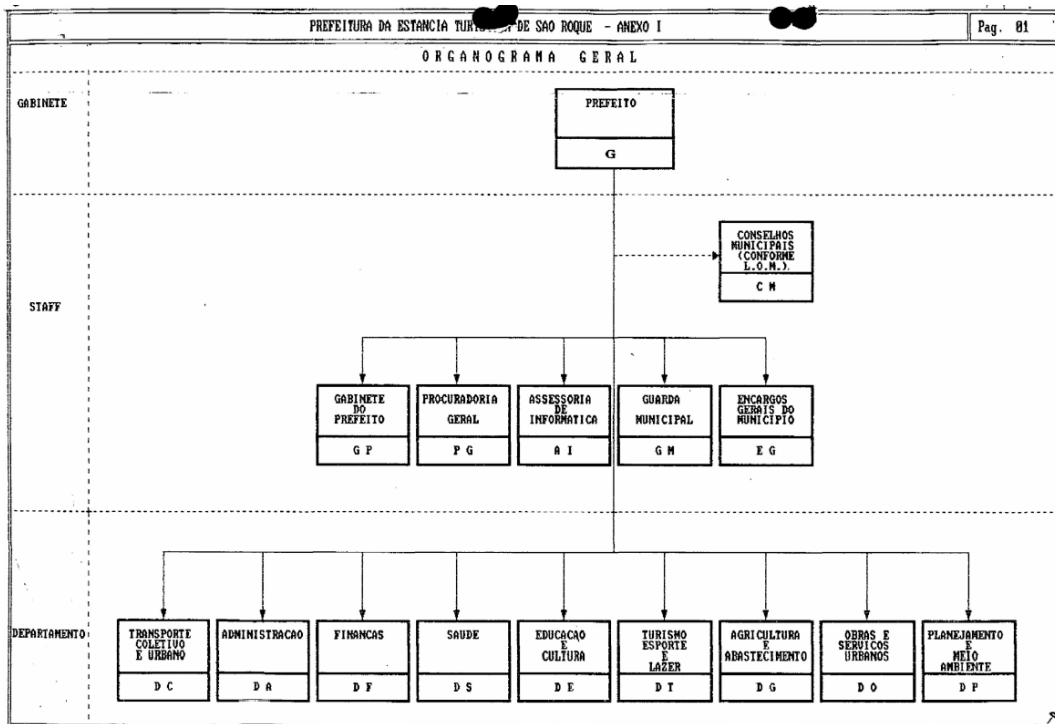 PREFEITURA DA ESTANCIA DE SAO ROQUE - ANEXO I
Pag. 01
ORGANOGRAMA GERAL
GABINETE
PREFEITO
G
CONSELHOS
MUNICIPAIS
(CONFORME
L.O.M.).
C M
STAFF
GABINETE
DO
PREFEITO
G P
PROCURADORIA
GERAL
P G
ASSESSORIA
DE
INFORMATICA
A I
GUARDA
MUNICIPAL
G M
ENCARGOS
GERAIS DO
MUNICIPIO
E G
DEPARTAMENTO
TRANSPORTE
COLETIVO
E URBANO
D C
ADMINISTRACAO
D A
FINANCAS
D F
SAUDE
D S
EDUCACAO
E
CULTURA
D E
TURISMO
ESPORTE
E
LAZER
D T
AGRICULTURA
E
ABASTECIMENTO
D G
OBRAS E
SERVICOS
URBANOS
D O
PLANEJAMENTO
E
MEIO
AMBIENTE
D P